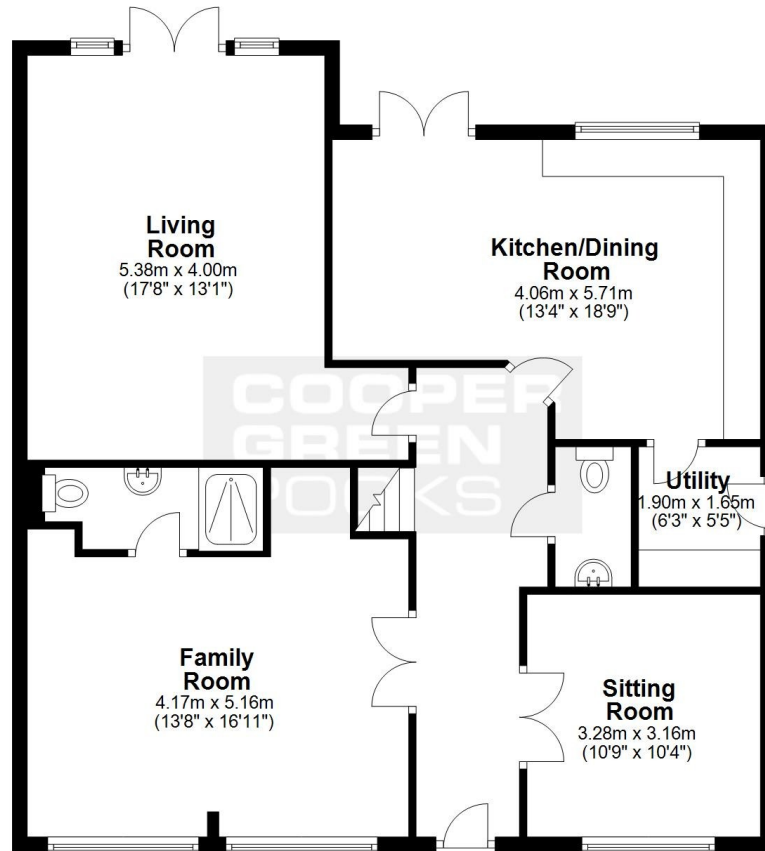 Living
Room
5.38m x 4.00m
(17'8" x 13'1")
Kitchen/Dining
Room
4.06m x 5.71m
(13'4" x 18'9")
COOPER
GREEN
POOKS
Utility
1.90m x 1.65m
(6'3" x 5'5")
Family
Room
4.17m x 5.16m
(13'8" x 16'11")
Sitting
Room
3.28m x 3.16m
(10'9" x 10'4")